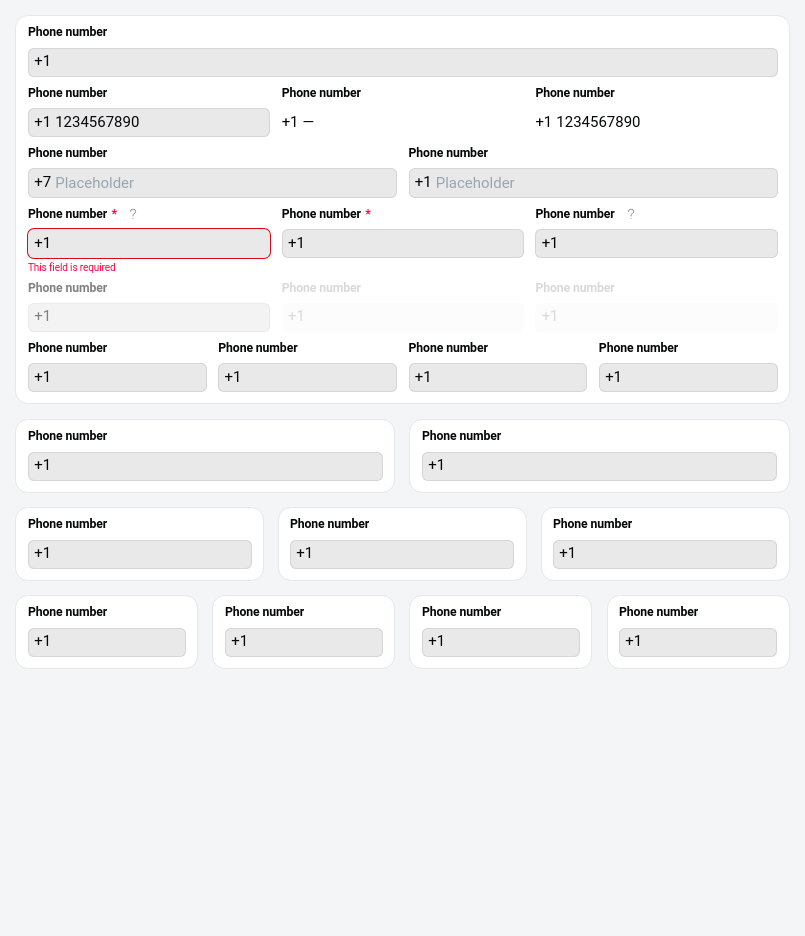 Phone number
+1
Phone number Phone number Phone number
+1 1234567890 +1 — +1 1234567890
Phone number Phone number
+7 Placeholder +1 Placeholder
Phone number * ? Phone number * Phone number ?
+1 +1 +1
This field is required
Phone number Phone number Phone number
+1 +1 +1
Phone number Phone number Phone number Phone number
+1 +1 +1 +1
Phone number Phone number
+1 +1
Phone number Phone number Phone number
+1 +1 +1
Phone number Phone number Phone number Phone number
+1 +1 +1 +1